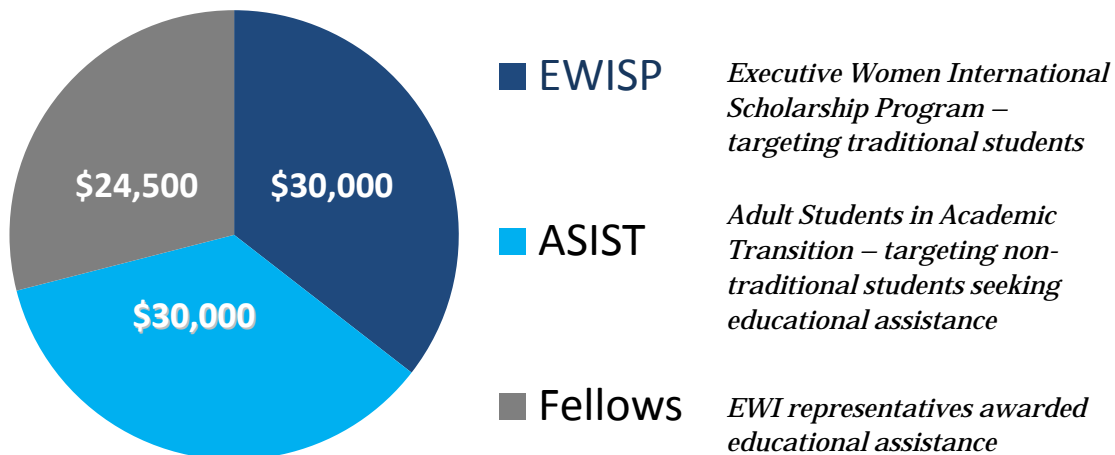 $24,500
$30,000
$30,000
EWISP
Executive Women International
Scholarship Program –
targeting traditional students
ASIST
Adult Students in Academic
Transition – targeting non-
traditional students seeking
educational assistance
Fellows
EWI representatives awarded
educational assistance